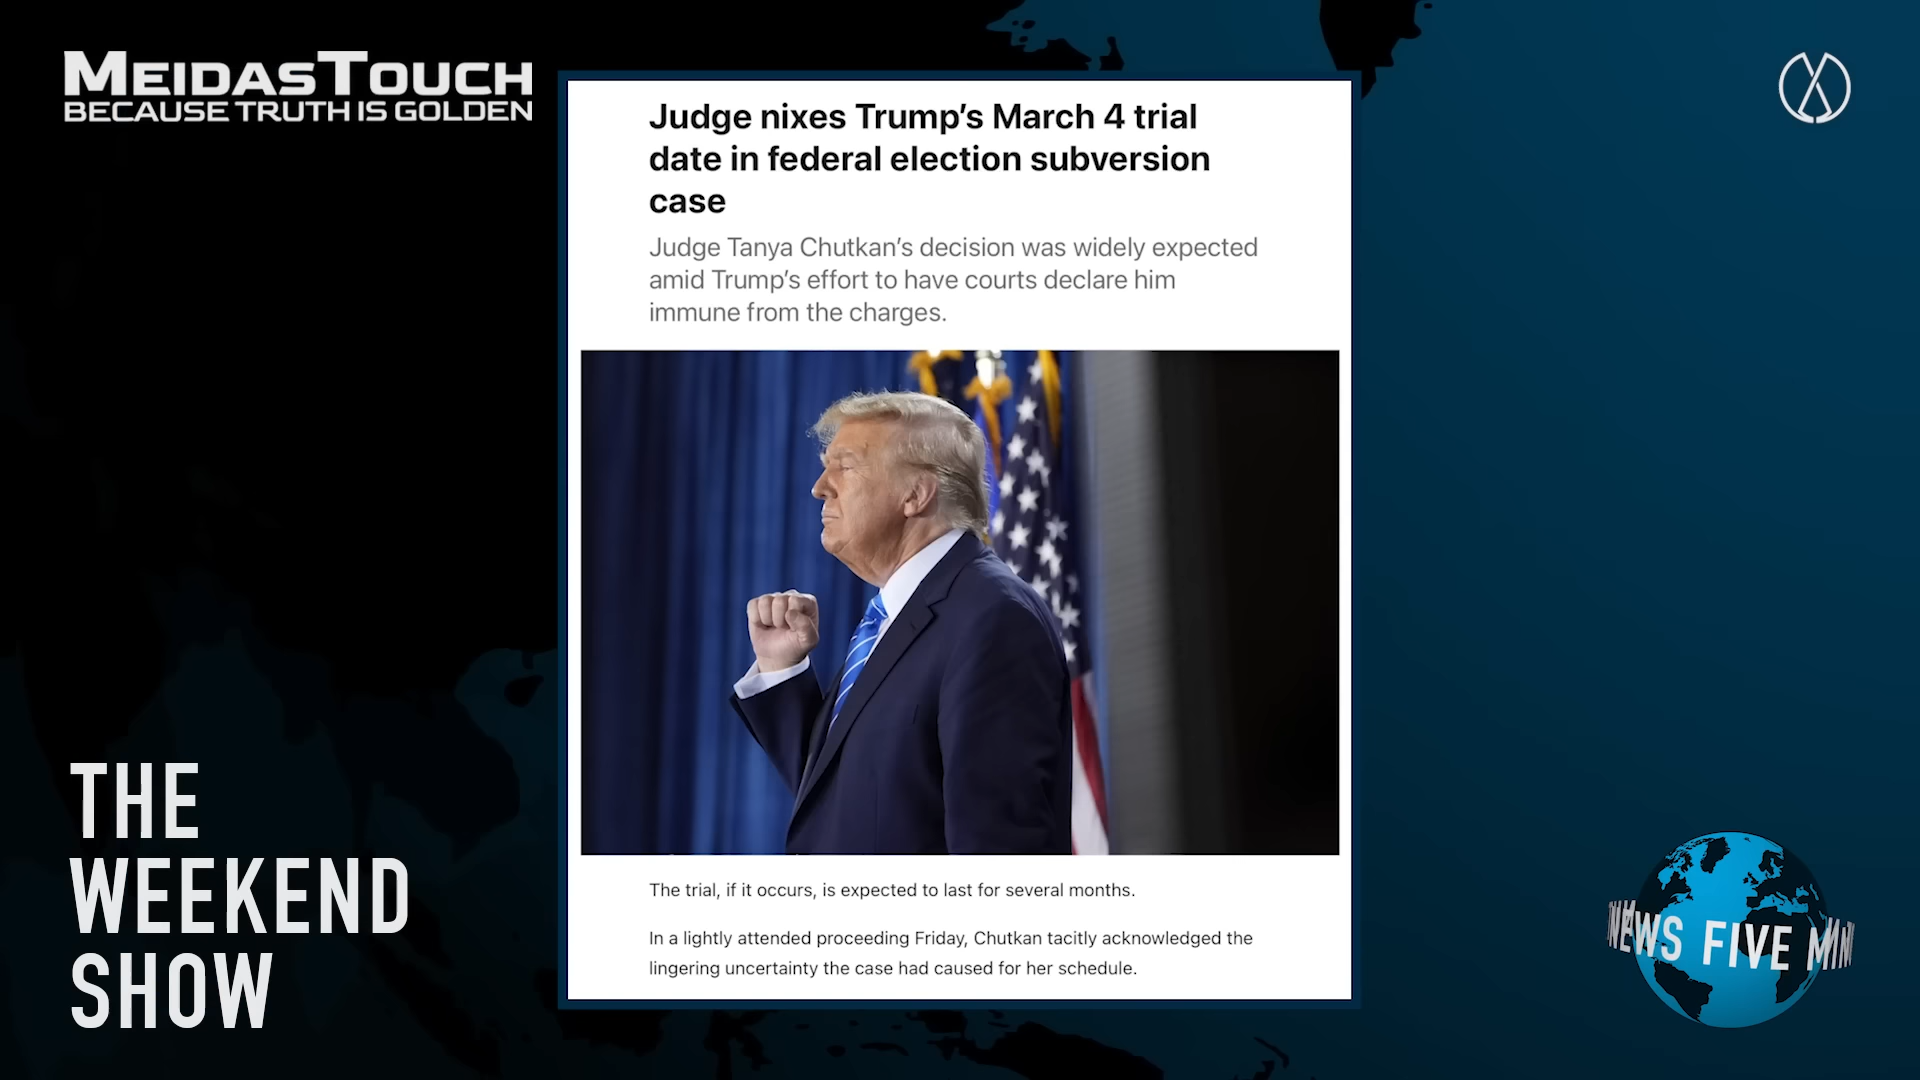 MEIDASTOUCH
BECAUSE TRUTH IS GOLDEN
Judge nixes Trump’s March 4 trial
date in federal election subversion
case
Judge Tanya Chutkan’s decision was widely expected
amid Trump’s effort to have courts declare him
immune from the charges.
The trial, if it occurs, is expected to last for several months.
In a lightly attended proceeding Friday, Chutkan tacitly acknowledged the
lingering uncertainty the case had caused for her schedule.
THE
WEEKEND
SHOW
NEWS FIVE